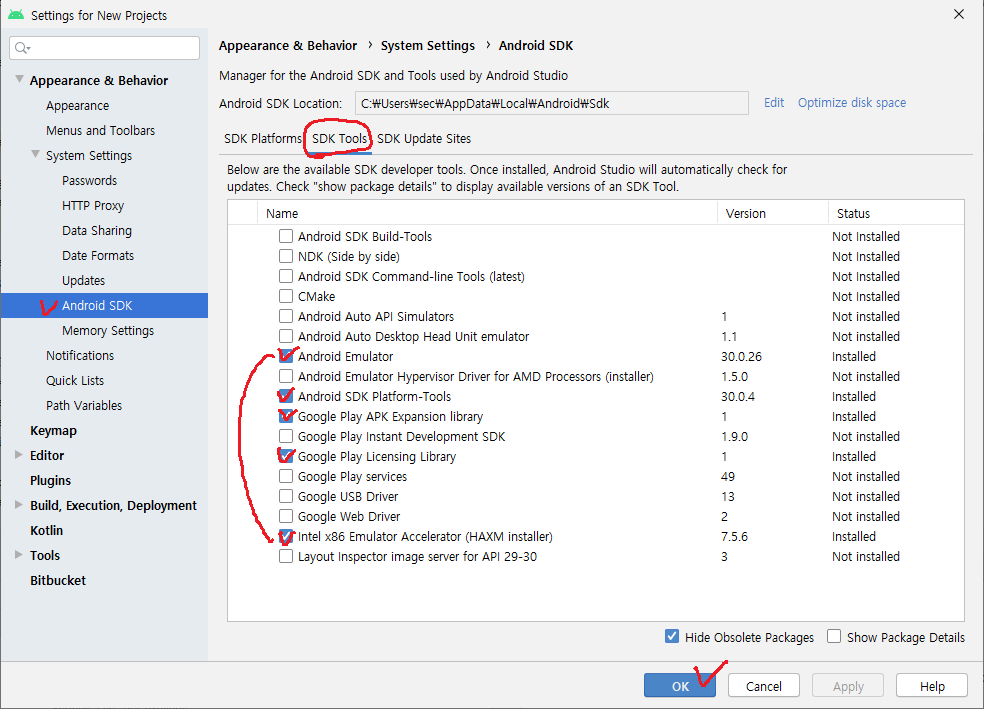 Settings for New Projects
Appearance & Behavior
Appearance
Menus and Toolbars
System Settings
Passwords
HTTP Proxy
Data Sharing
Date Formats
Updates
Android SDK
Memory Settings
Notifications
Quick Lists
Path Variables
Keymap
Editor
Plugins
Build, Execution, Deployment
Kotlin
Tools
Bitbucket
Appearance & Behavior › System Settings › Android SDK
Manager for the Android SDK and Tools used by Android Studio
Android SDK Location: C:₩Users₩sec₩AppData₩Local₩Android₩Sdk Edit Optimize disk space
SDK Platforms SDK Tools SDK Update Sites
Below are the available SDK developer tools. Once installed, Android Studio will automatically check for
updates. Check "show package details" to display available versions of an SDK Tool.
Name Version Status
Android SDK Build-Tools Not Installed
NDK (Side by side) Not Installed
Android SDK Command-line Tools (latest) Not Installed
CMake Not Installed
Android Auto API Simulators 1 Not installed
Android Auto Desktop Head Unit emulator 1.1 Not installed
Android Emulator 30.0.26 Installed
Android Emulator Hypervisor Driver for AMD Processors (installer) 1.5.0 Not installed
Android SDK Platform-Tools 30.0.4 Installed
Google Play APK Expansion library 1 Installed
Google Play Instant Development SDK 1.9.0 Not installed
Google Play Licensing Library 1 Installed
Google Play services 49 Not installed
Google USB Driver 13 Not installed
Google Web Driver 2 Not installed
Intel x86 Emulator Accelerator (HAXM installer) 7.5.6 Installed
Layout Inspector image server for API 29-30 3 Not installed
Hide Obsolete Packages Show Package Details
OK Cancel Apply Help